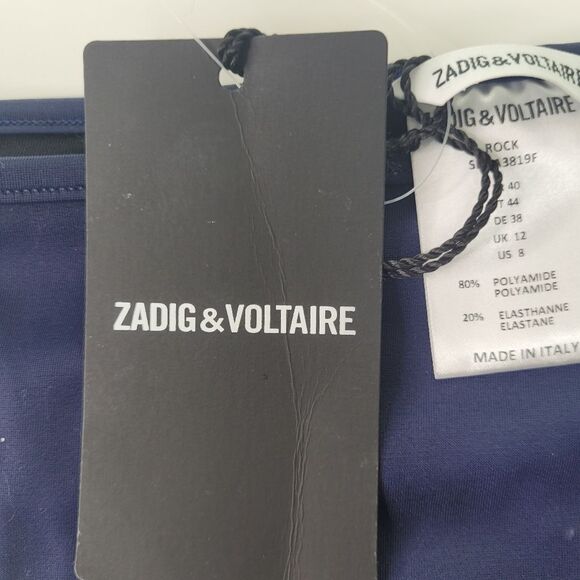 ZADIG & VOLTAIRE
ZADIG & VOLTAIRE
DIG & VOLTAIRE
ROCK
3819F
40
44
DE 38
UK 12
US 8
80% POLYAMIDE
POLYAMIDE
20% ELASTHANNE
ELASTANE
MADE IN ITALY